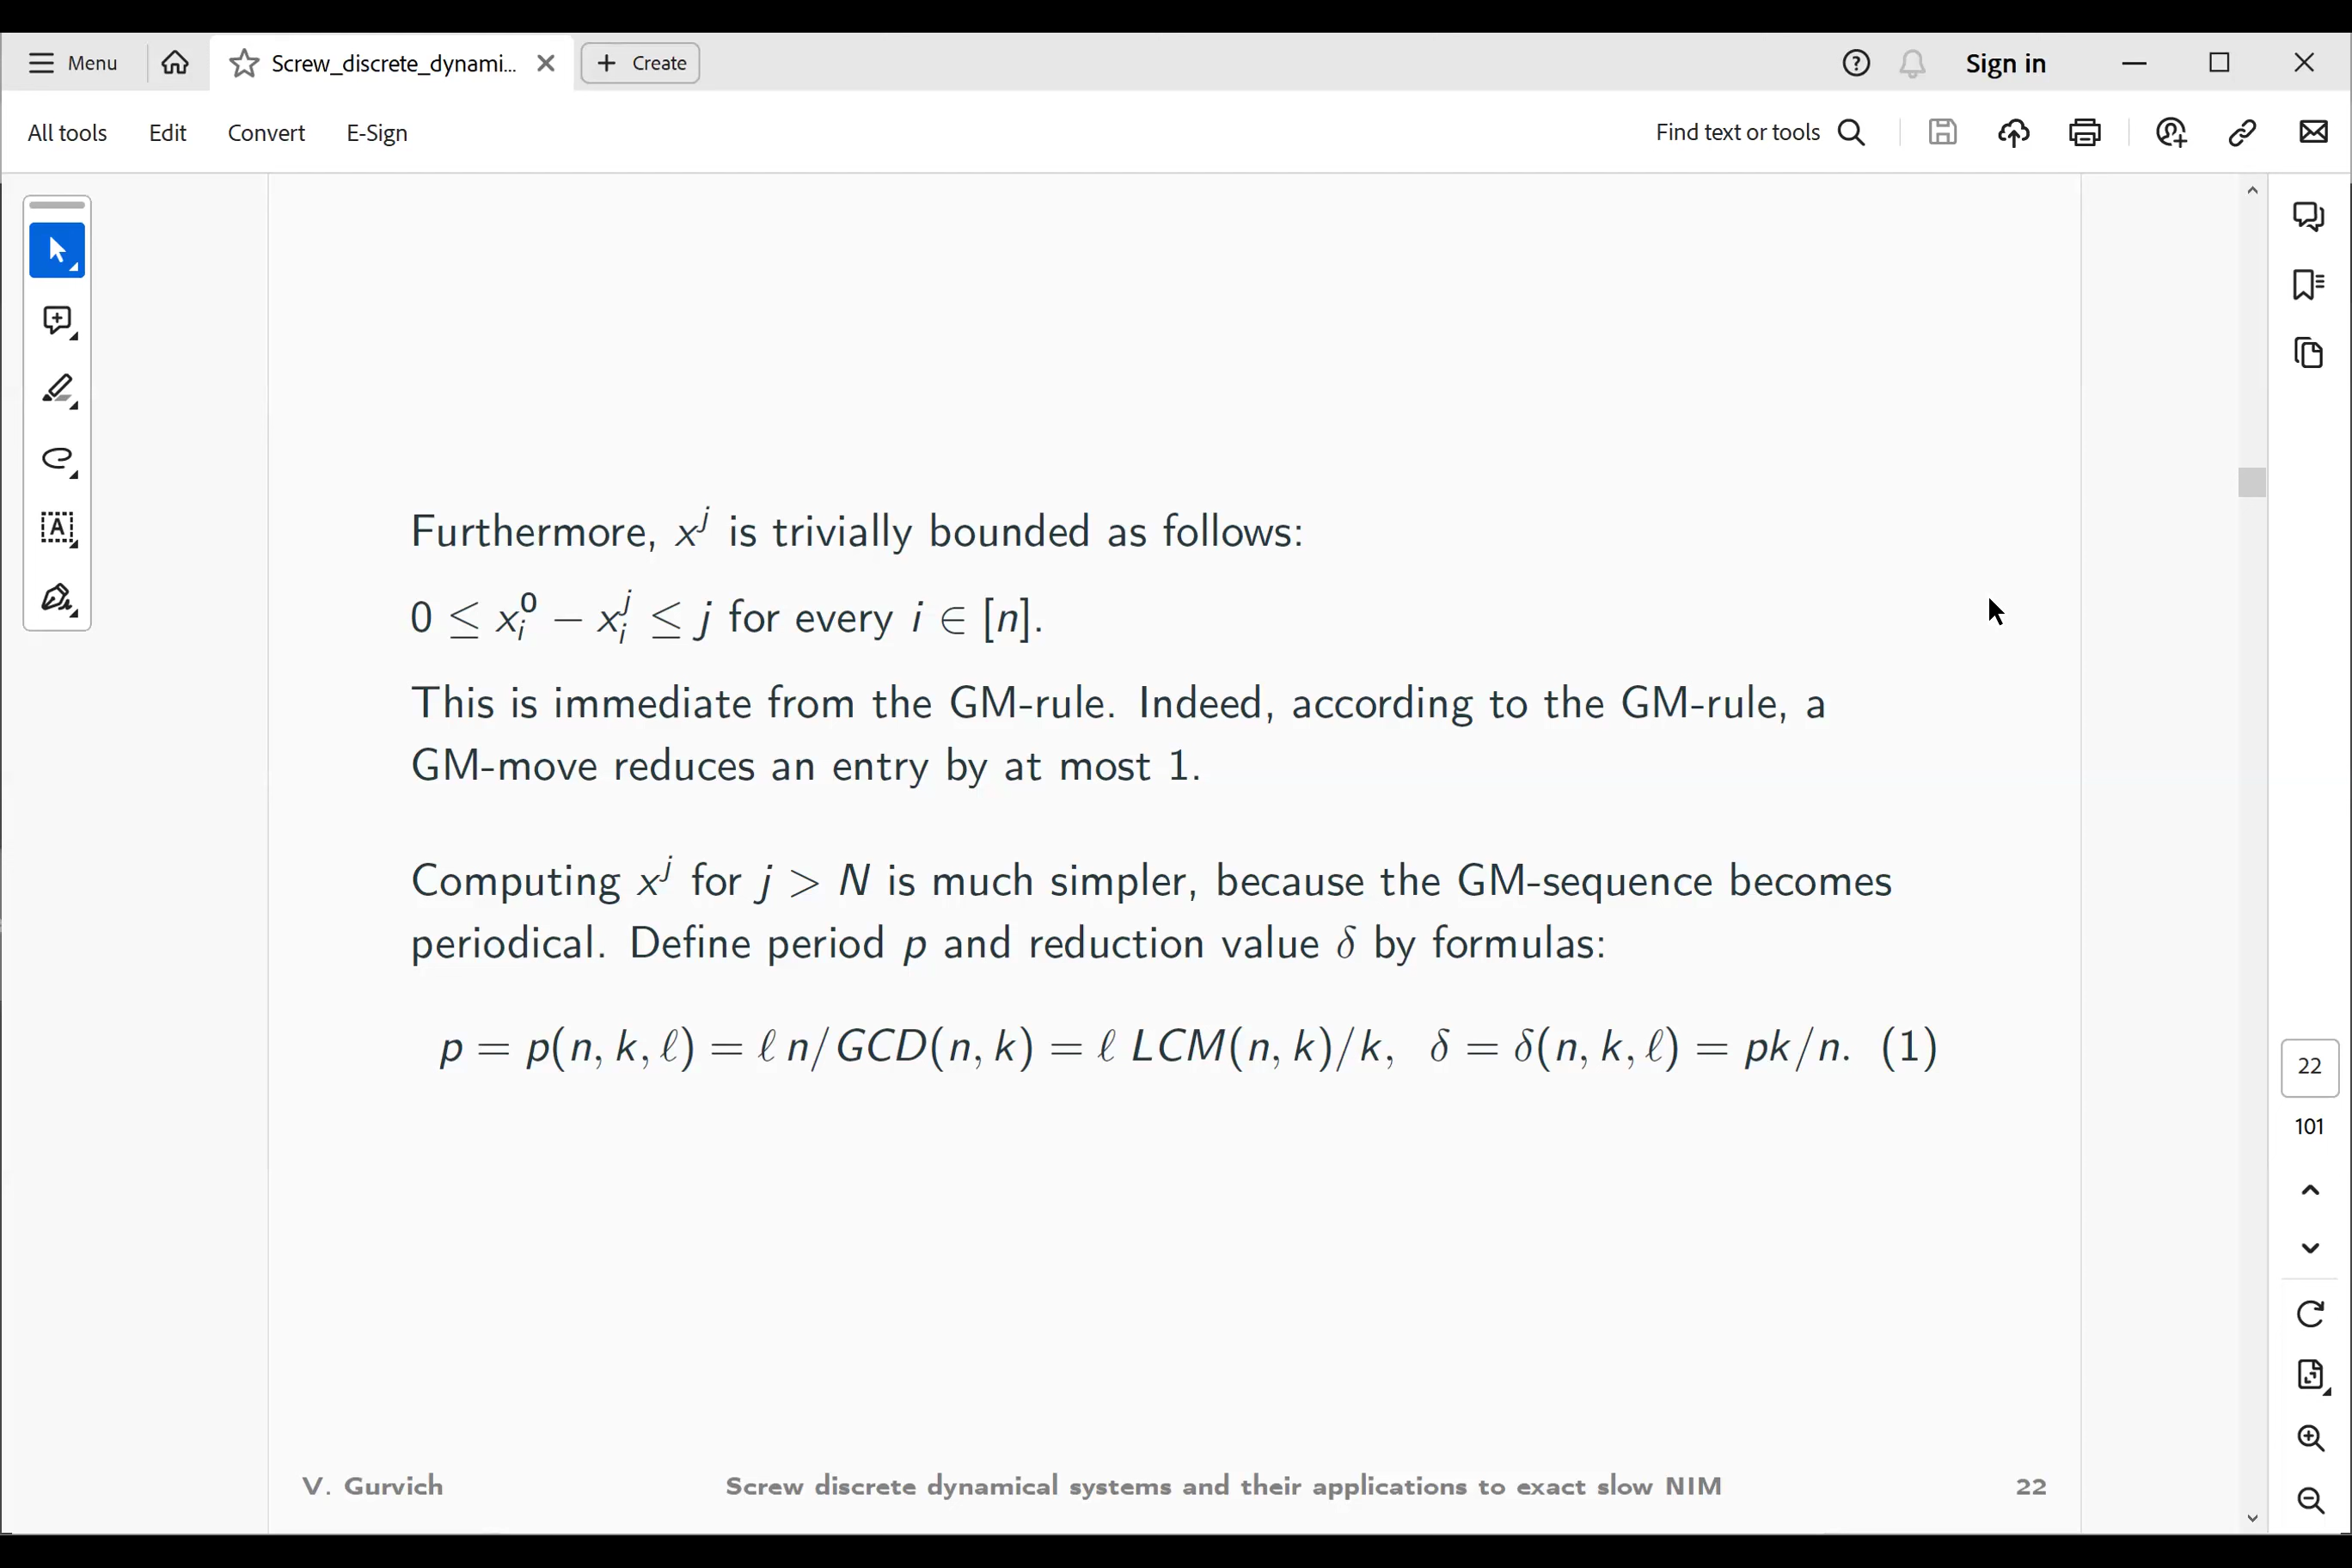 Menu
Screw_discrete_dynami...
Create
Sign in
All tools
Edit
Convert
E-Sign
Find text or tools
Furthermore, x^j is trivially bounded as follows:
0 ≤ x_i^0 − x_i^j ≤ j for every i ∈ [n].
This is immediate from the GM-rule. Indeed, according to the GM-rule, a
GM-move reduces an entry by at most 1.
Computing x^j for j > N is much simpler, because the GM-sequence becomes
periodical. Define period p and reduction value δ by formulas:
p = p(n, k, ℓ) = ℓ n/GCD(n, k) = ℓ LCM(n, k)/k, δ = δ(n, k, ℓ) = pk/n. (1)
V. Gurvich
Screw discrete dynamical systems and their applications to exact slow NIM
22
22
101